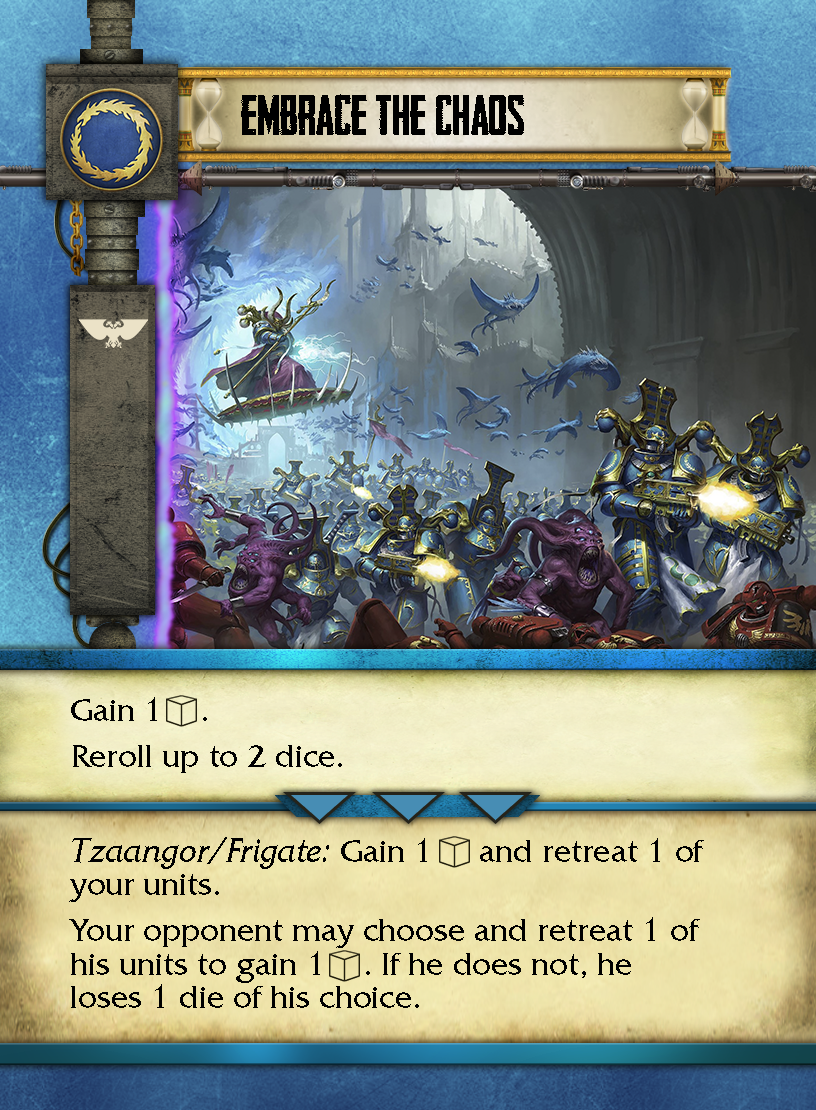 EMBRACE THE CHAOS
Gain 1 .
Reroll up to 2 dice.
Tzaangor/Frigate: Gain 1 and retreat 1 of
your units.
Your opponent may choose and retreat 1 of
his units to gain 1 . If he does not, he
loses 1 die of his choice.